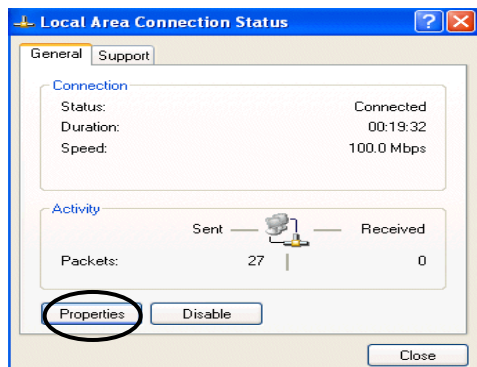 Local Area Connection Status
General Support
Connection
Status: Connected
Duration: 00:19:32
Speed: 100.0 Mbps
Activity
Sent Received
Packets: 27 0
Properties Disable
Close